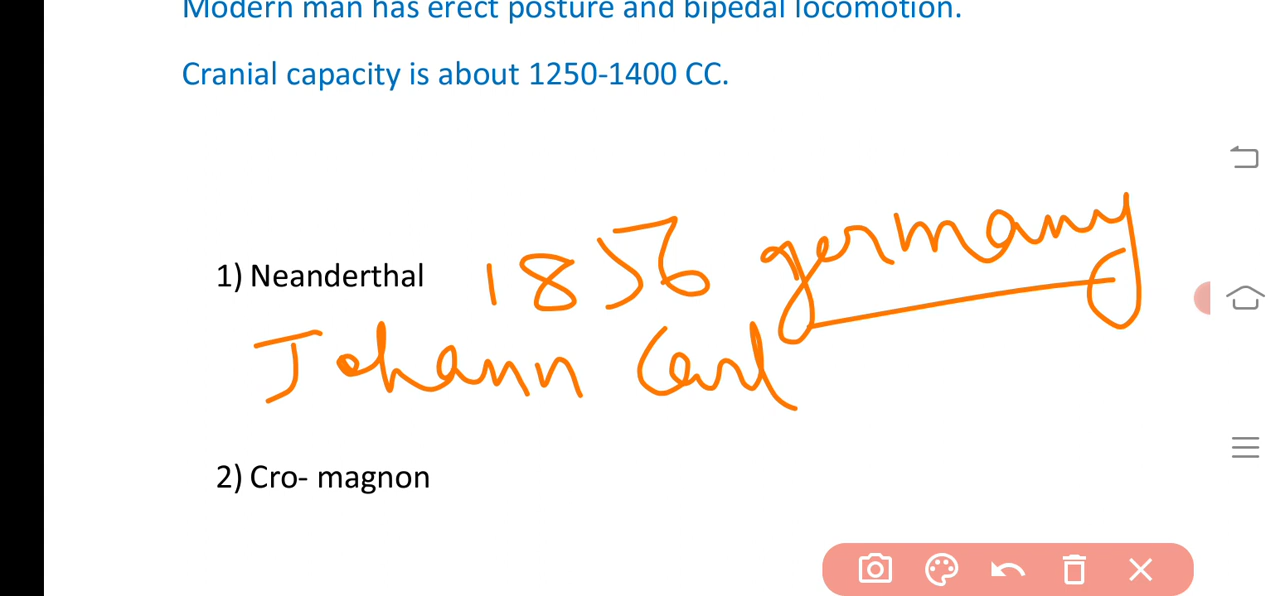 Modern man has erect posture and bipedal locomotion.
Cranial capacity is about 1250-1400 CC.
1) Neanderthal 1856 germany
Johann Carl
2) Cro- magnon